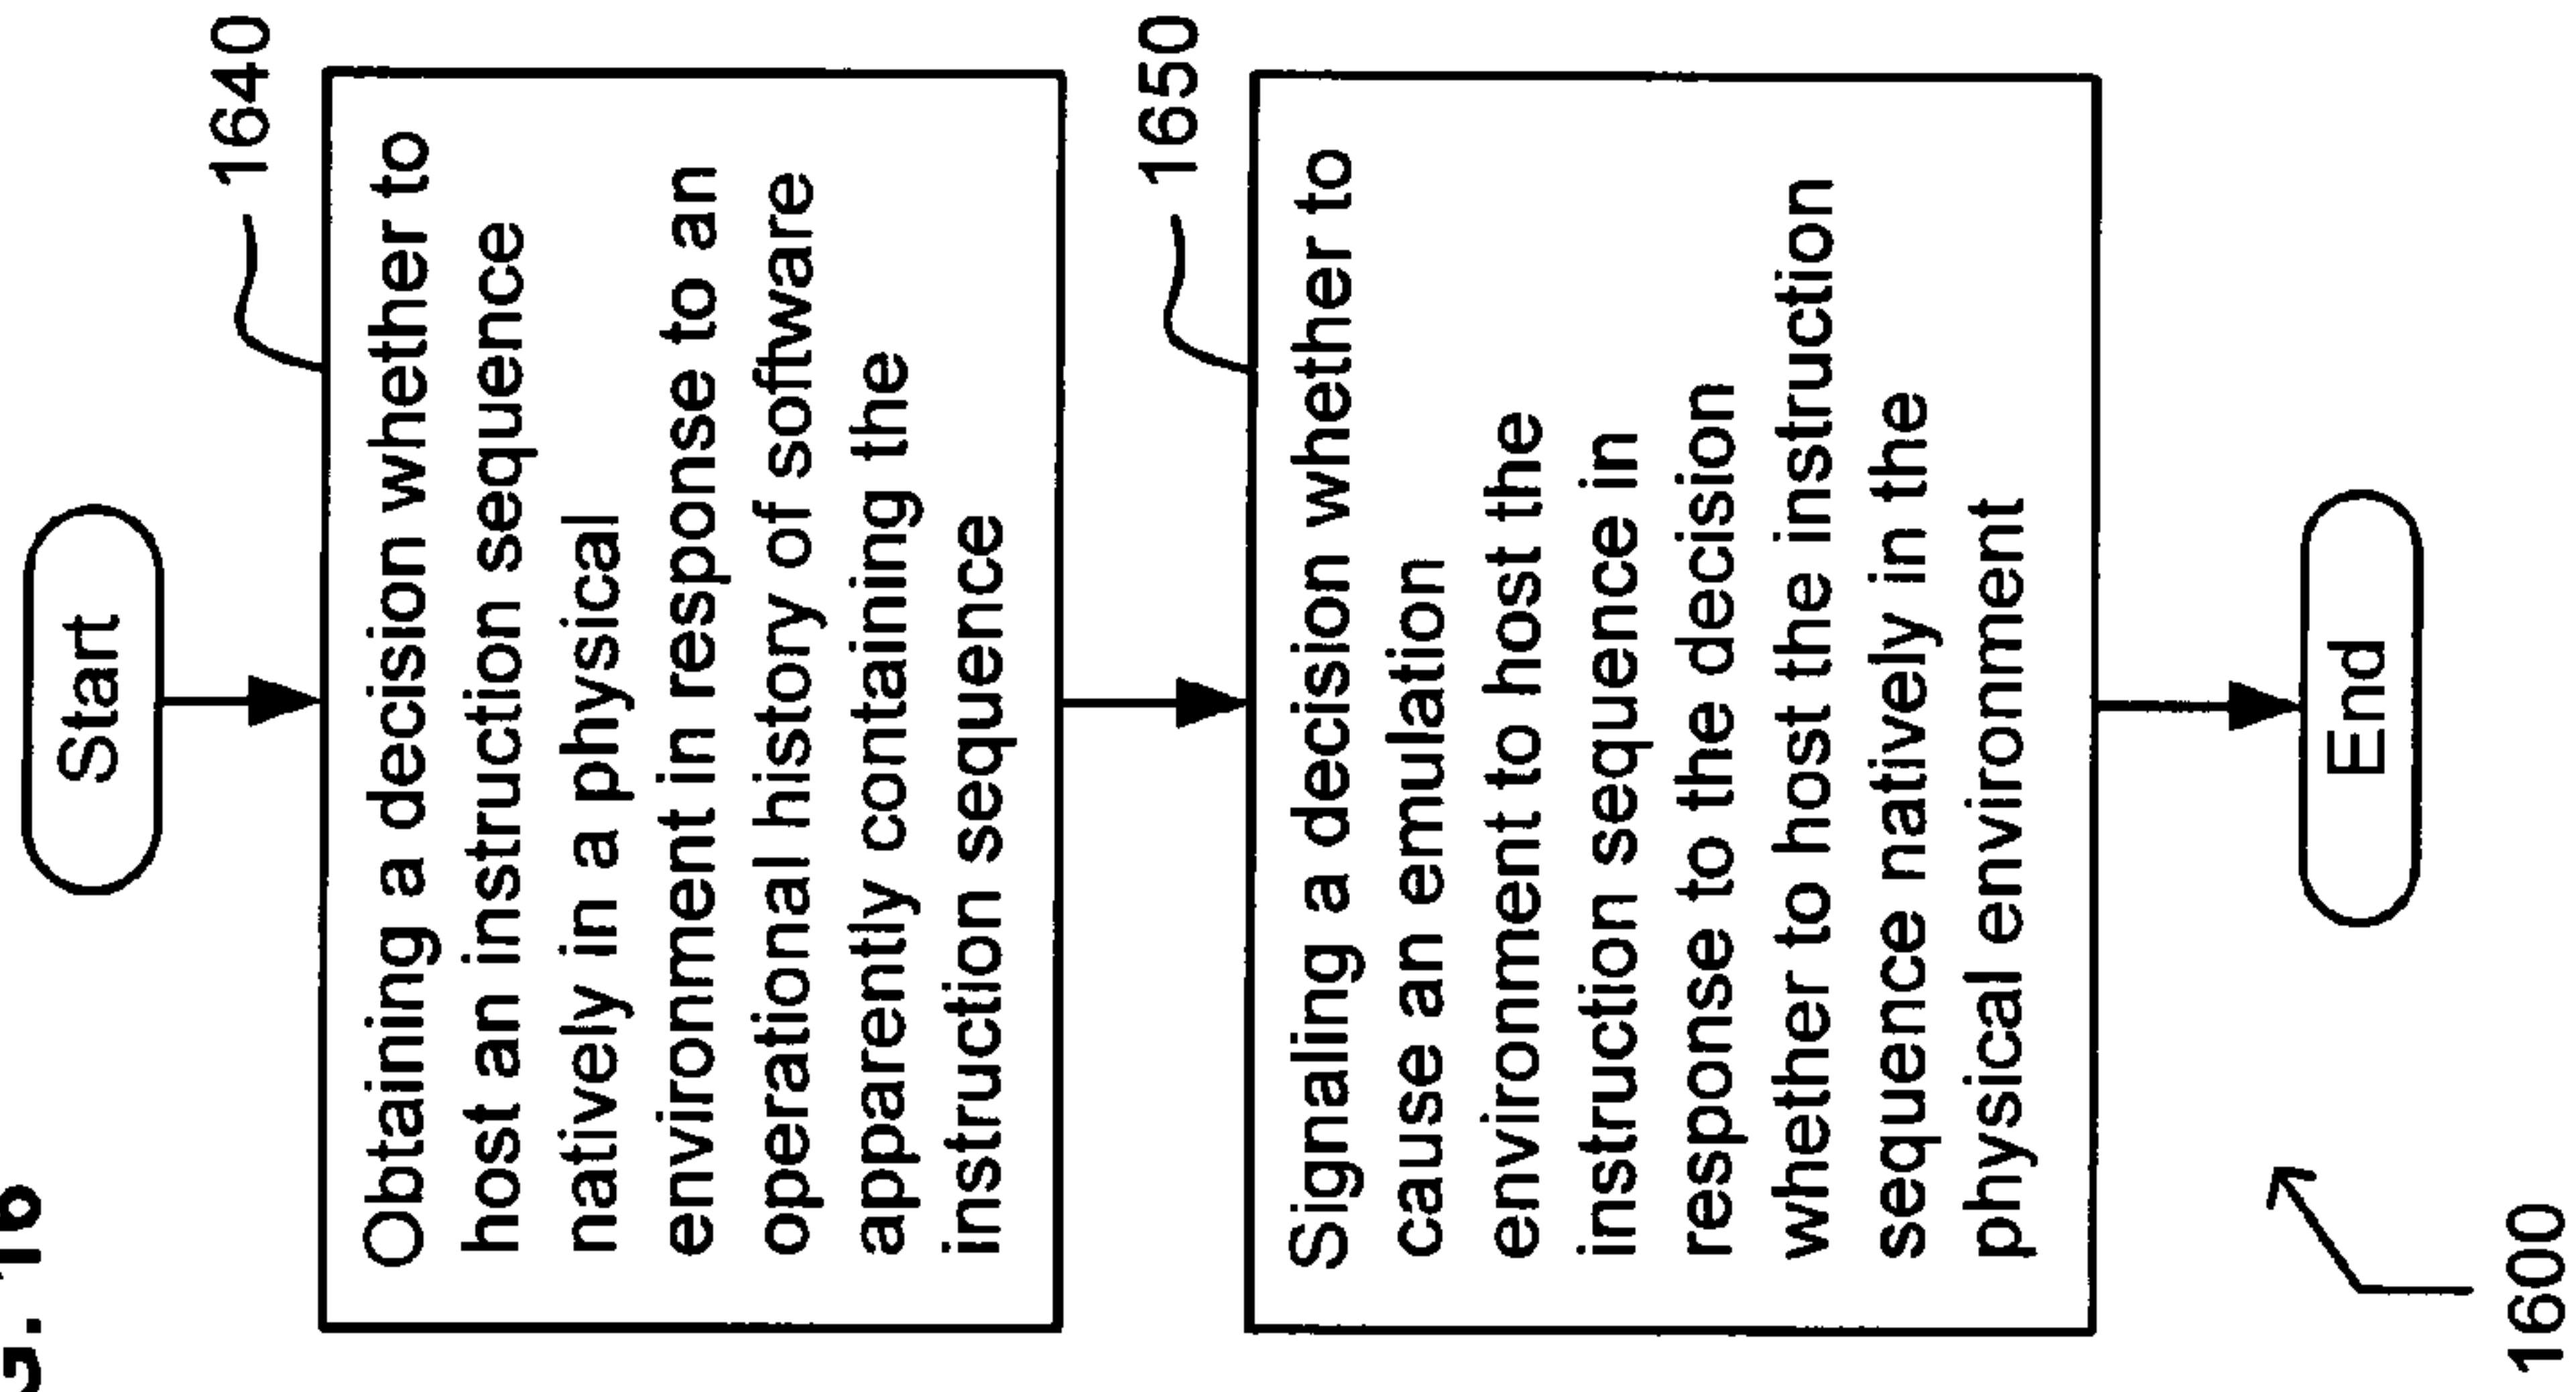 G. 16
Start
1640
Obtaining a decision whether to
host an instruction sequence
natively in a physical
environment in response to an
operational history of software
apparently containing the
instruction sequence
1650
Signaling a decision whether to
cause an emulation
environment to host the
instruction sequence in
response to the decision
whether to host the instruction
sequence natively in the
physical environment
End
1600